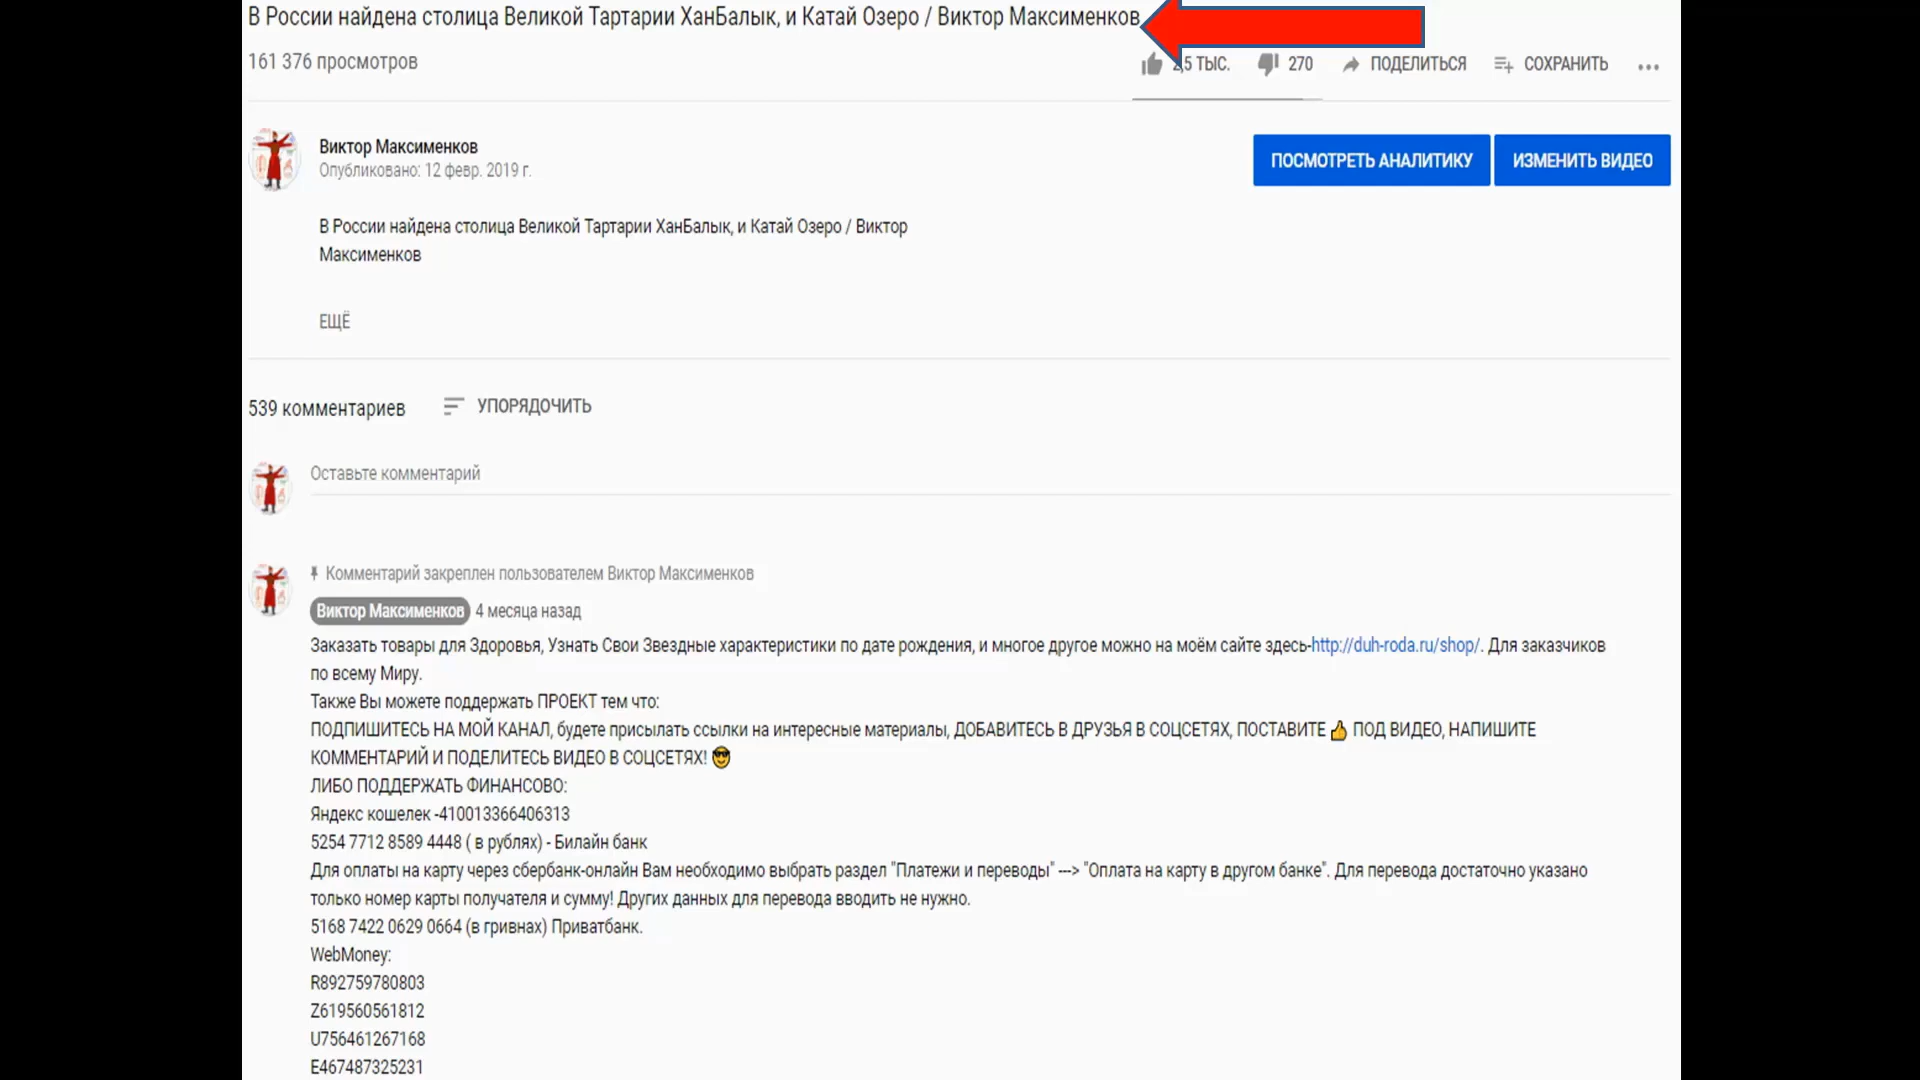 В России найдена столица Великой Тартарии ХанБалык, и Катай Озеро / Виктор Максименков
161 376 просмотров
2,5 ТЫС.
270
ПОДЕЛИТЬСЯ
СОХРАНИТЬ
Виктор Максименков
Опубликовано: 12 февр. 2019 г.
ПОСМОТРЕТЬ АНАЛИТИКУ
ИЗМЕНИТЬ ВИДЕО
В России найдена столица Великой Тартарии ХанБалык, и Катай Озеро / Виктор
Максименков
ЕЩЁ
539 комментариев
УПОРЯДОЧИТЬ
Оставьте комментарий
Комментарий закреплен пользователем Виктор Максименков
Виктор Максименков 4 месяца назад
Заказать товары для Здоровья, Узнать Свои Звездные характеристики по дате рождения, и многое другое можно на моём сайте здесь-http://duh-roda.ru/shop/. Для заказчиков
по всему Миру.
Также Вы можете поддержать ПРОЕКТ тем что:
ПОДПИШИТЕСЬ НА МОЙ КАНАЛ, будете присылать ссылки на интересные материалы, ДОБАВИТЕСЬ В ДРУЗЬЯ В СОЦСЕТЯХ, ПОСТАВИТЕ 👍 ПОД ВИДЕО, НАПИШИТЕ
КОММЕНТАРИЙ И ПОДЕЛИТЕСЬ ВИДЕО В СОЦСЕТЯХ! 😎
ЛИБО ПОДДЕРЖАТЬ ФИНАНСОВО:
Яндекс кошелек -410013366406313
5254 7712 8589 4448 ( в рублях) - Билайн банк
Для оплаты на карту через сбербанк-онлайн Вам необходимо выбрать раздел "Платежи и переводы" —> "Оплата на карту в другом банке". Для перевода достаточно указано
только номер карты получателя и сумму! Других данных для перевода вводить не нужно.
5168 7422 0629 0664 (в гривнах) Приватбанк.
WebMoney:
R892759780803
Z619560561812
U756461267168
E467487325231